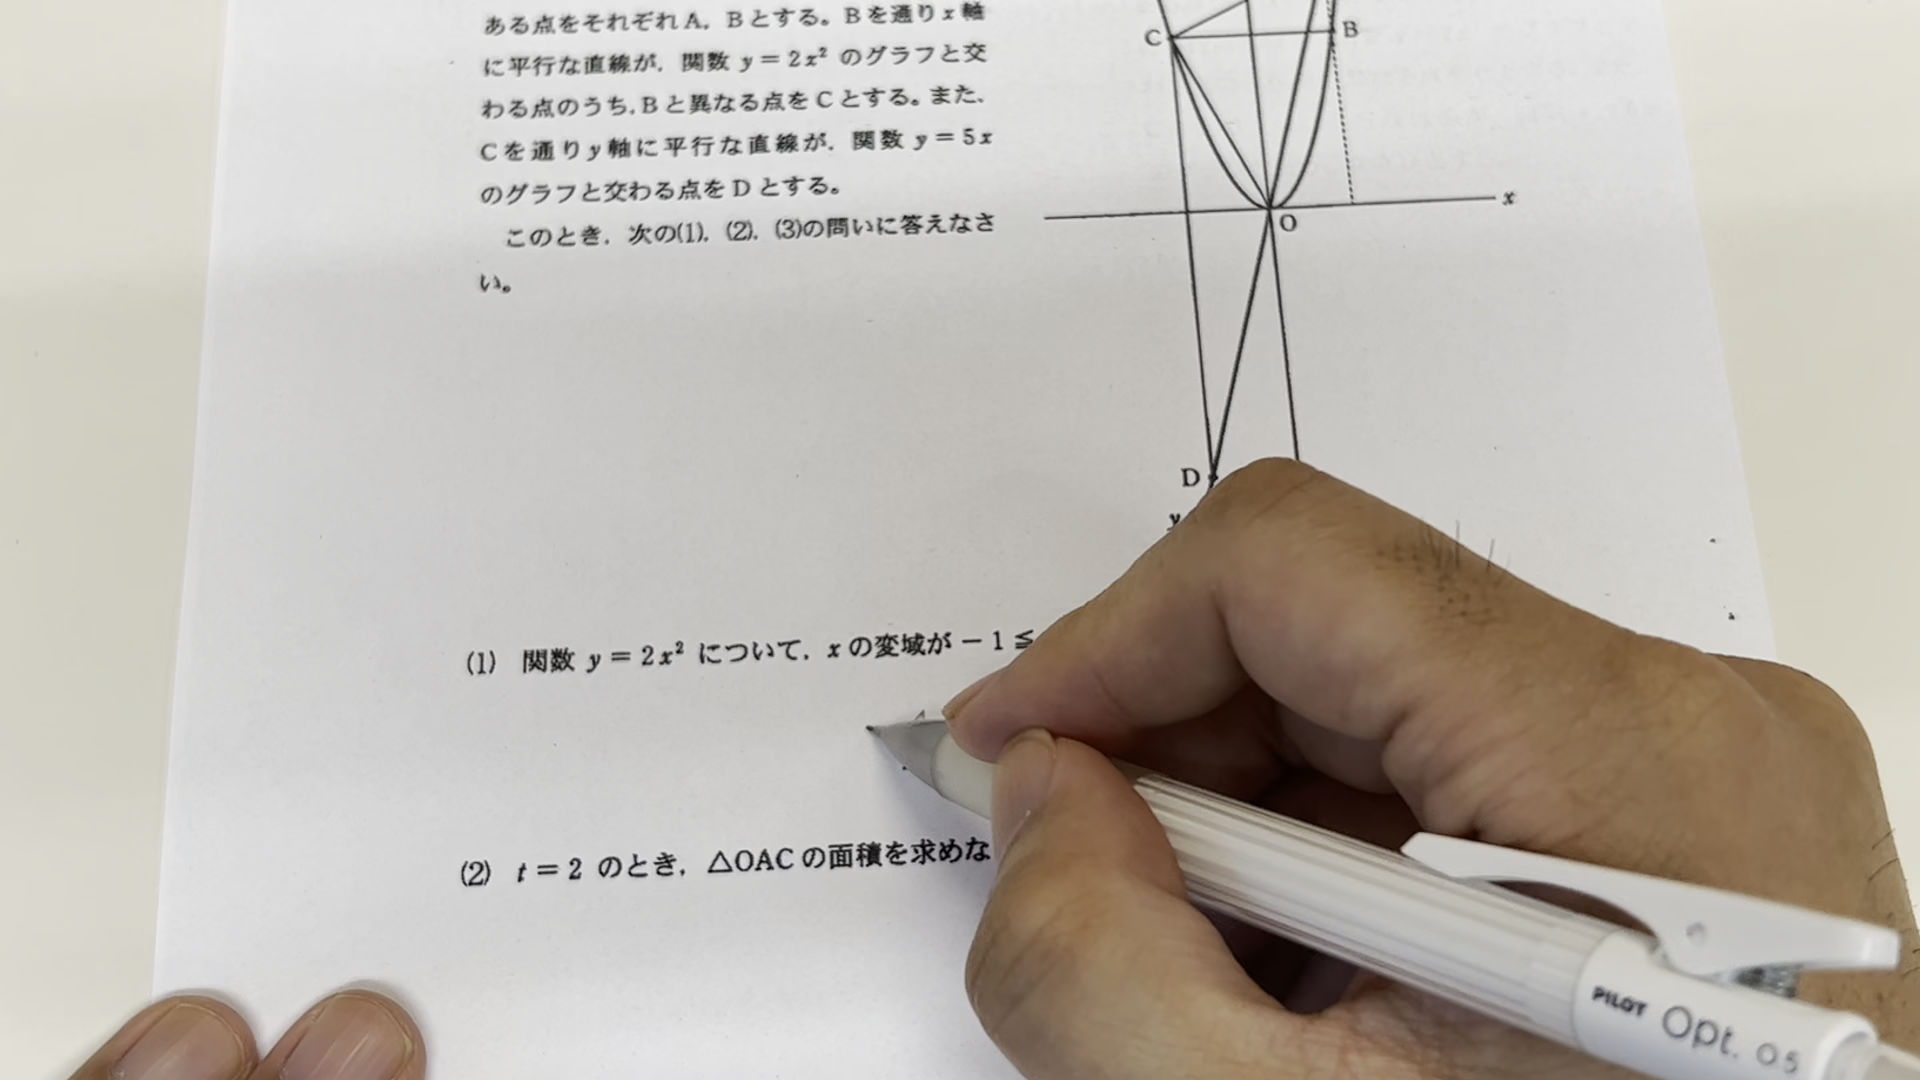 ある点をそれぞれA,Bとする。Bを通りx軸
に平行な直線が,関数 y=2x² のグラフと交
わる点のうち,Bと異なる点をCとする。また,
Cを通りy軸に平行な直線が,関数 y=5x
のグラフと交わる点をDとする。
このとき,次の(1),(2),(3)の問いに答えなさ
い。
C
B
x
O
D
y
(1) 関数 y=2x² について,xの変域が −1≦
(2) t=2 のとき,△OACの面積を求めな
PILOT Opt. 05